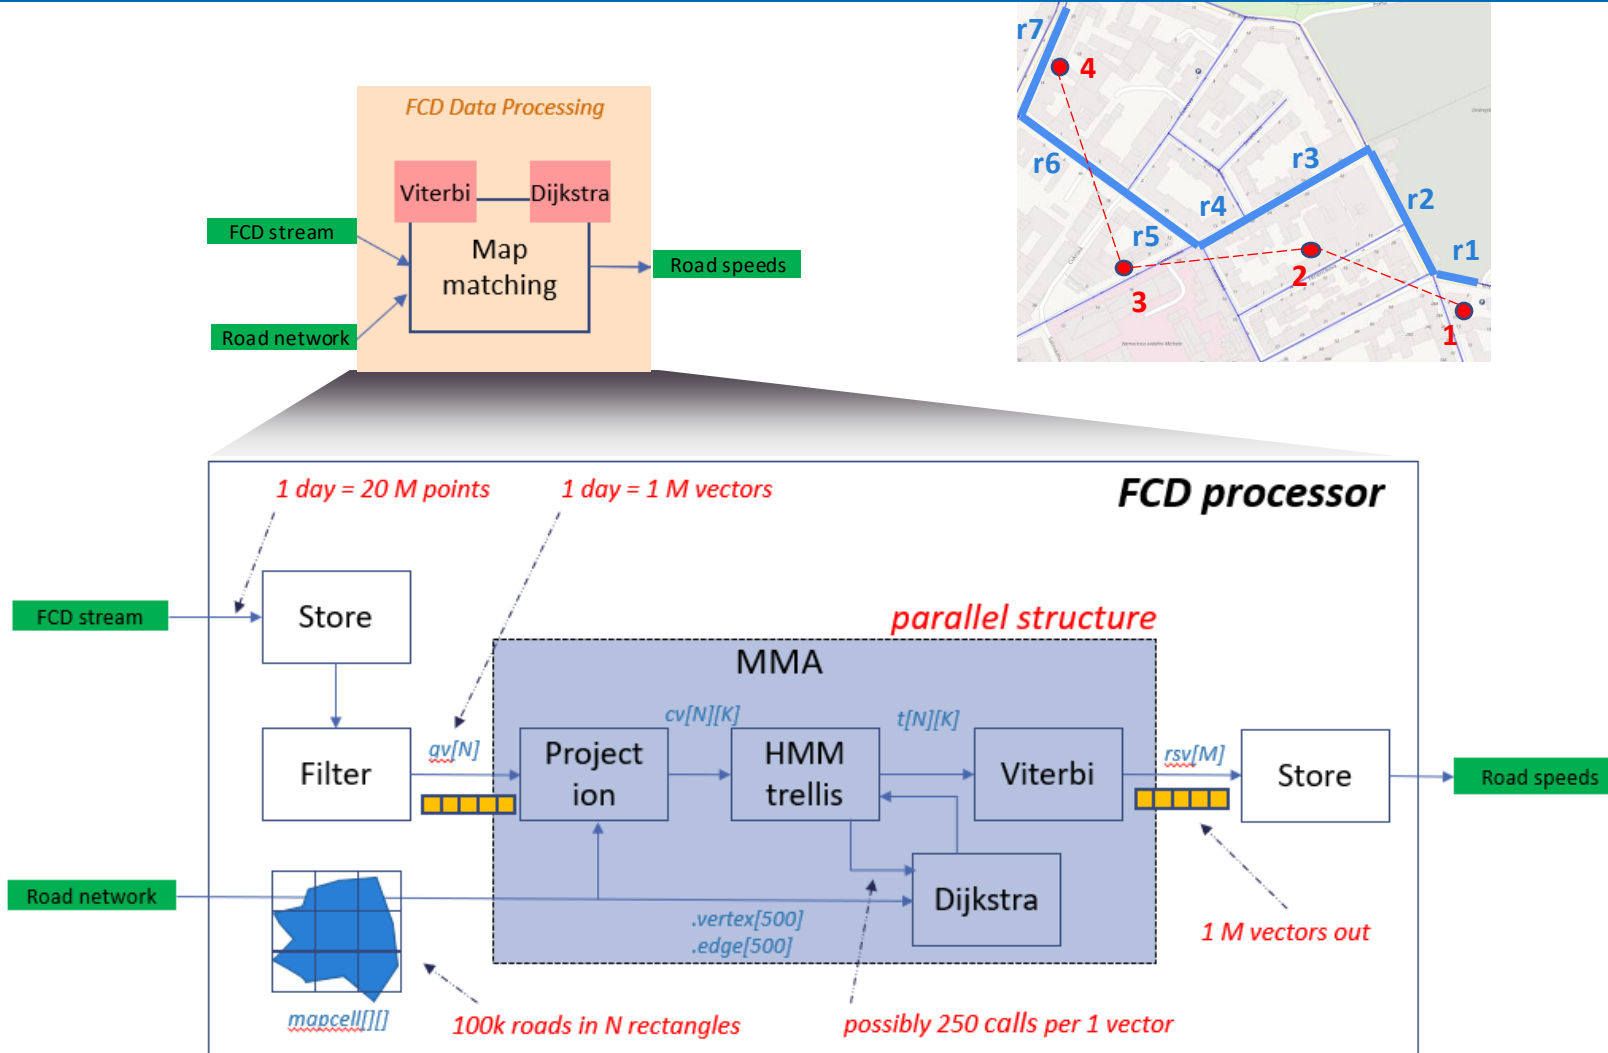 FCD Data Processing
Viterbi
Dijkstra
FCD stream
Map
matching
Road speeds
Road network
r7
4
r6
r3
r2
r4
r5
r1
2
3
1
FCD processor
1 day = 20 M points
1 day = 1 M vectors
FCD stream
Store
parallel structure
MMA
cv[N][K]
t[N][K]
gv[N]
rsv[M]
Filter
Project
ion
HMM
trellis
Viterbi
Store
Road speeds
Road network
Dijkstra
.vertex[500]
.edge[500]
1 M vectors out
mapcell[][]
100k roads in N rectangles
possibly 250 calls per 1 vector